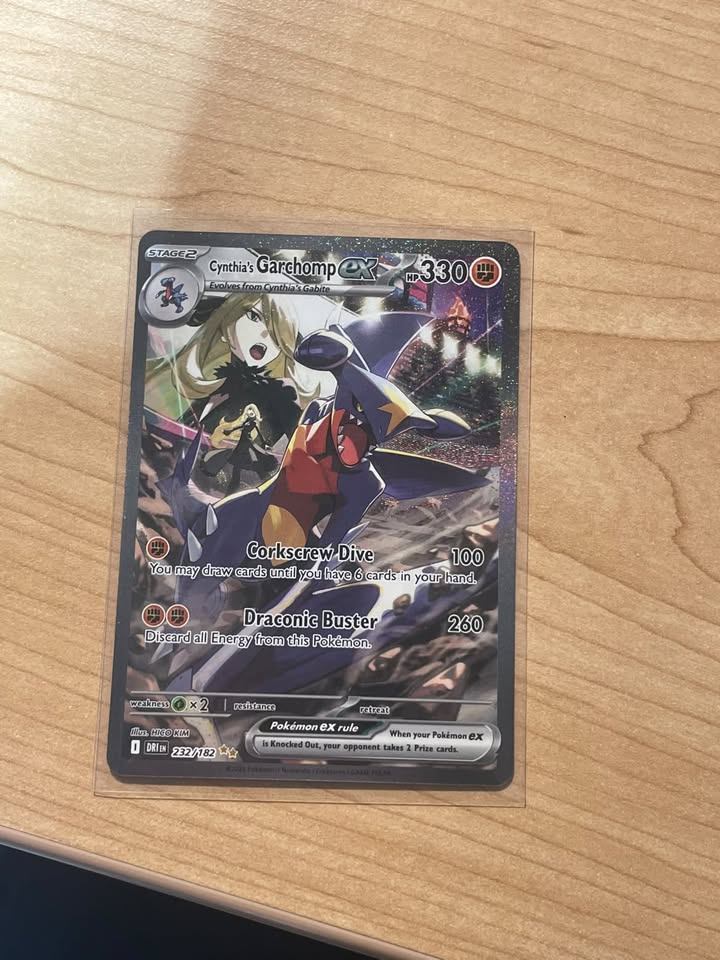 STAGE2
Cynthia's Garchomp ex HP 330
Evolves from Cynthia's Gabite
Corkscrew Dive 100
You may draw cards until you have 6 cards in your hand.
Draconic Buster 260
Discard all Energy from this Pokémon.
weakness ×2 resistance retreat
Illus. HICO KIM
Pokémon ex rule
When your Pokémon ex
is Knocked Out, your opponent takes 2 Prize cards.
I DRI EN 232/182